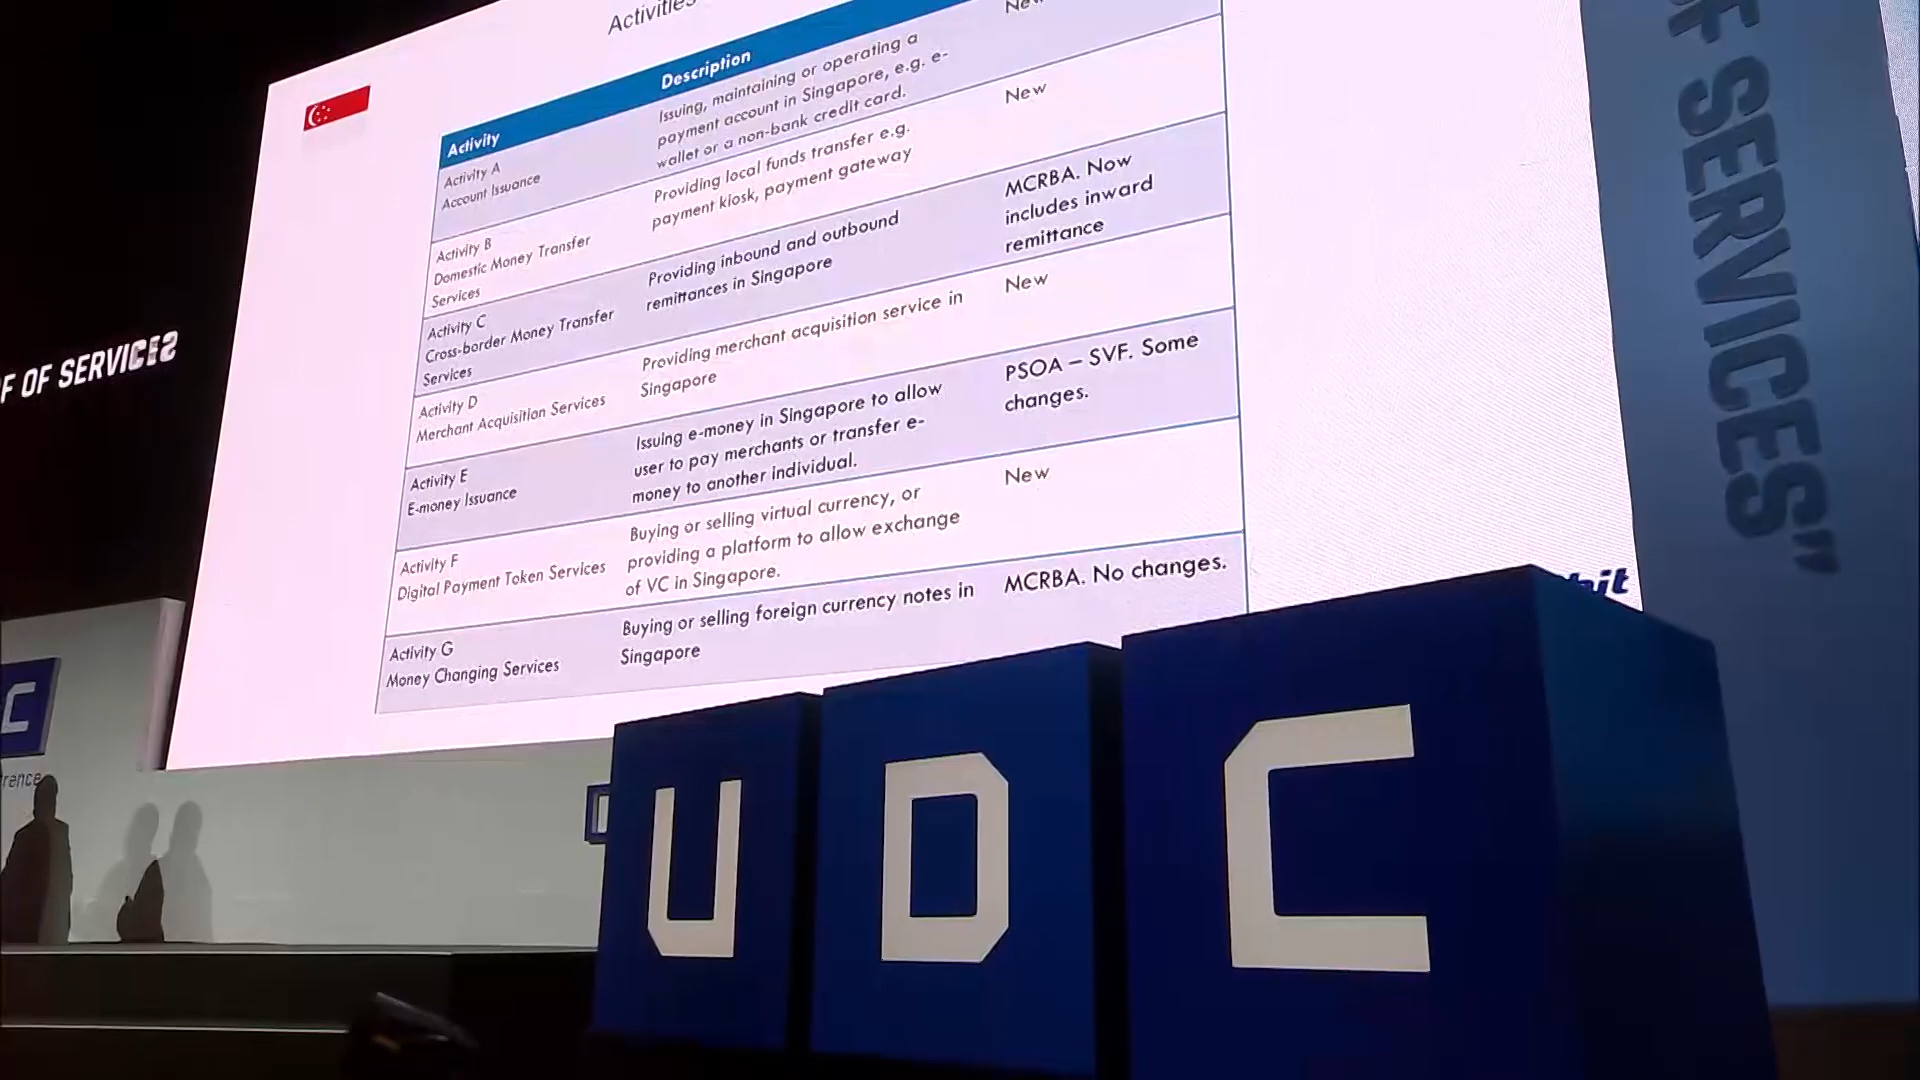 Activities
Activity
Description
Activity A
Account Issuance
Issuing, maintaining or operating a
payment account in Singapore, e.g. e-
wallet or a non-bank credit card.
New
Activity B
Domestic Money Transfer
Services
Providing local funds transfer e.g.
payment kiosk, payment gateway
New
Activity C
Cross-border Money Transfer
Services
Providing inbound and outbound
remittances in Singapore
MCRBA. Now
includes inward
remittance
Activity D
Merchant Acquisition Services
Providing merchant acquisition service in
Singapore
New
Activity E
E-money Issuance
Issuing e-money in Singapore to allow
user to pay merchants or transfer e-
money to another individual.
PSOA – SVF. Some
changes.
Activity F
Digital Payment Token Services
Buying or selling virtual currency, or
providing a platform to allow exchange
of VC in Singapore.
New
Activity G
Money Changing Services
Buying or selling foreign currency notes in
Singapore
MCRBA. No changes.
F OF SERVICES
OF SERVICES”
C
UDC